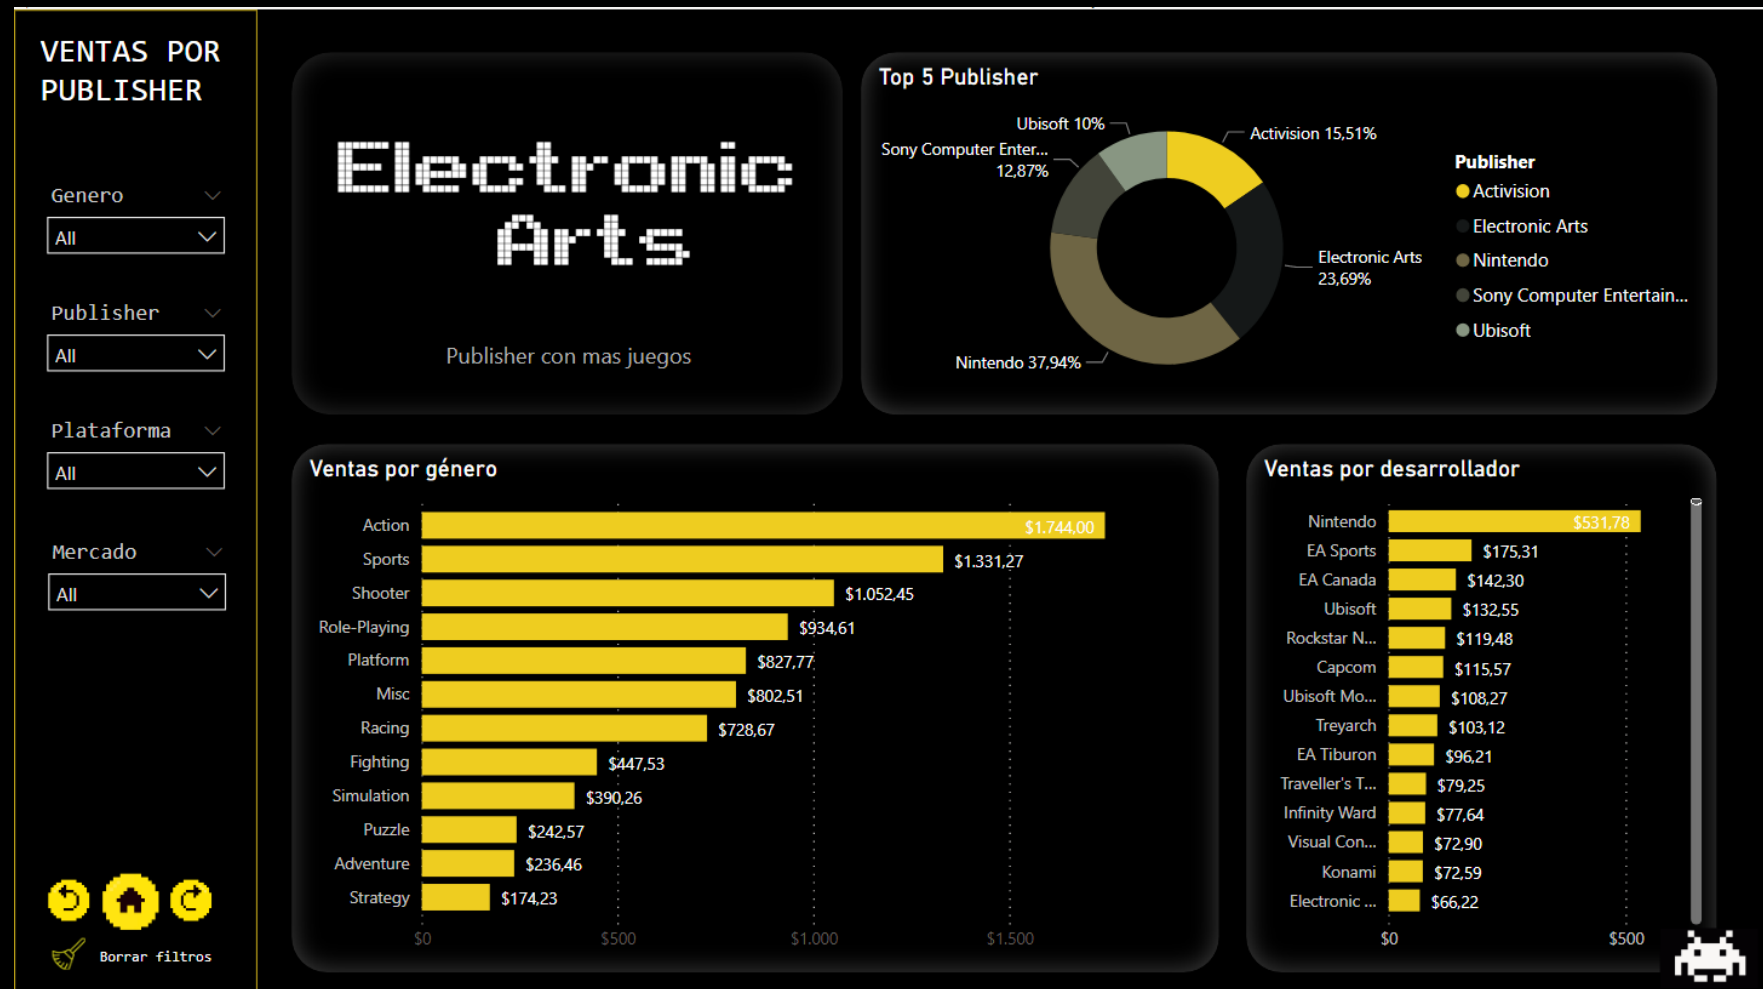 VENTAS POR
PUBLISHER
Genero
All
Publisher
All
Plataforma
All
Mercado
All
Borrar filtros
Electronic
Arts
Publisher con mas juegos
Top 5 Publisher
Ubisoft 10%
Activision 15,51%
Sony Computer Enter...
12,87%
Electronic Arts
23,69%
Nintendo 37,94%
Publisher
Activision
Electronic Arts
Nintendo
Sony Computer Entertain...
Ubisoft
Ventas por género
Action $1.744,00
Sports $1.331,27
Shooter $1.052,45
Role-Playing $934,61
Platform $827,77
Misc $802,51
Racing $728,67
Fighting $447,53
Simulation $390,26
Puzzle $242,57
Adventure $236,46
Strategy $174,23
$0 $500 $1.000 $1.500
Ventas por desarrollador
Nintendo $531,78
EA Sports $175,31
EA Canada $142,30
Ubisoft $132,55
Rockstar N... $119,48
Capcom $115,57
Ubisoft Mo... $108,27
Treyarch $103,12
EA Tiburon $96,21
Traveller's T... $79,25
Infinity Ward $77,64
Visual Con... $72,90
Konami $72,59
Electronic ... $66,22
$0 $500